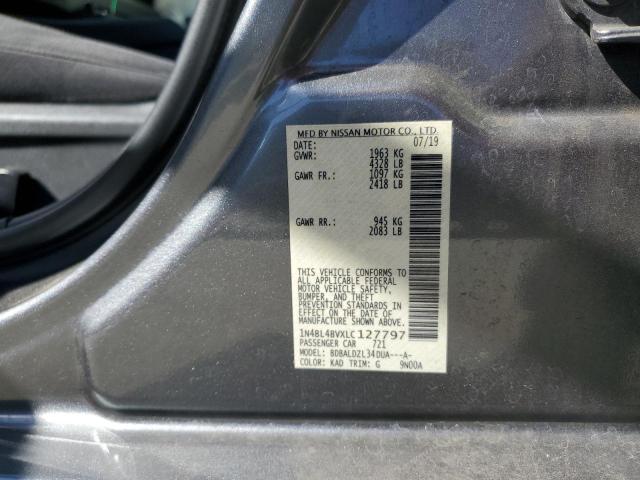 MFD BY NISSAN MOTOR CO., LTD.
DATE: 07/19
GVWR: 1963 KG
4328 LB
GAWR FR.: 1097 KG
2418 LB
GAWR RR.: 945 KG
2083 LB
THIS VEHICLE CONFORMS TO
ALL APPLICABLE FEDERAL
MOTOR VEHICLE SAFETY,
BUMPER, AND THEFT
PREVENTION STANDARDS IN
EFFECT ON THE DATE OF
MANUFACTURE SHOWN ABOVE.
1N4BL4BVXLC127797
PASSENGER CAR 721
MODEL: BDBALDZL34DUA---A-
COLOR: KAD TRIM: G 9N00A